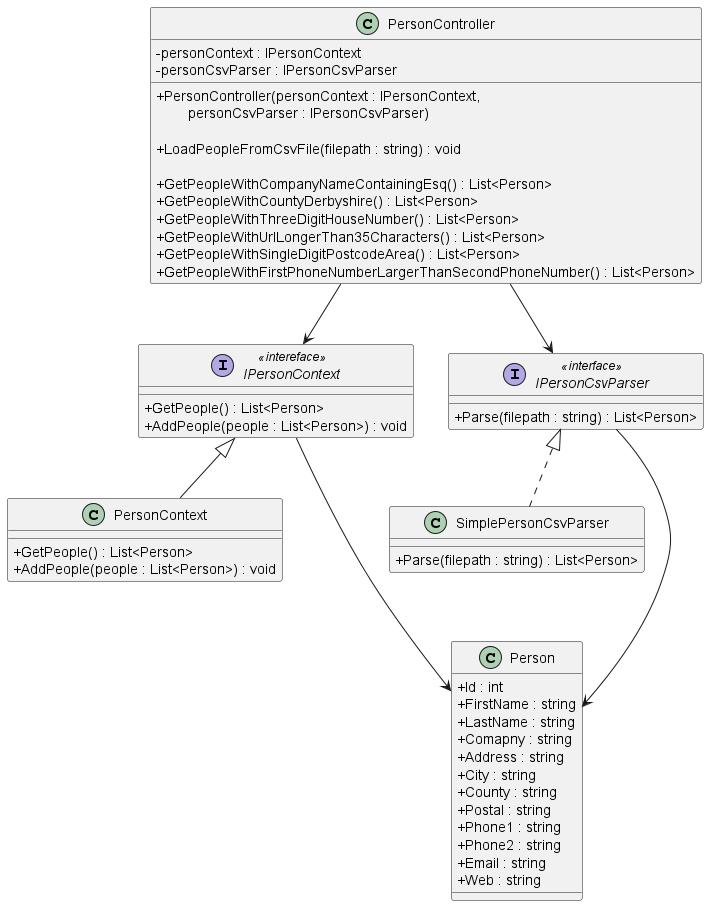 C PersonController
-personContext : IPersonContext
-personCsvParser : IPersonCsvParser
+PersonController(personContext : IPersonContext,
personCsvParser : IPersonCsvParser)
+LoadPeopleFromCsvFile(filepath : string) : void
+GetPeopleWithCompanyNameContainingEsq() : List<Person>
+GetPeopleWithCountyDerbyshire() : List<Person>
+GetPeopleWithThreeDigitHouseNumber() : List<Person>
+GetPeopleWithUrlLongerThan35Characters() : List<Person>
+GetPeopleWithSingleDigitPostcodeArea() : List<Person>
+GetPeopleWithFirstPhoneNumberLargerThanSecondPhoneNumber() : List<Person>
«intereface»
I IPersonContext
+GetPeople() : List<Person>
+AddPeople(people : List<Person>) : void
«interface»
I IPersonCsvParser
+Parse(filepath : string) : List<Person>
C PersonContext
+GetPeople() : List<Person>
+AddPeople(people : List<Person>) : void
C SimplePersonCsvParser
+Parse(filepath : string) : List<Person>
C Person
+Id : int
+FirstName : string
+LastName : string
+Comapny : string
+Address : string
+City : string
+County : string
+Postal : string
+Phone1 : string
+Phone2 : string
+Email : string
+Web : string